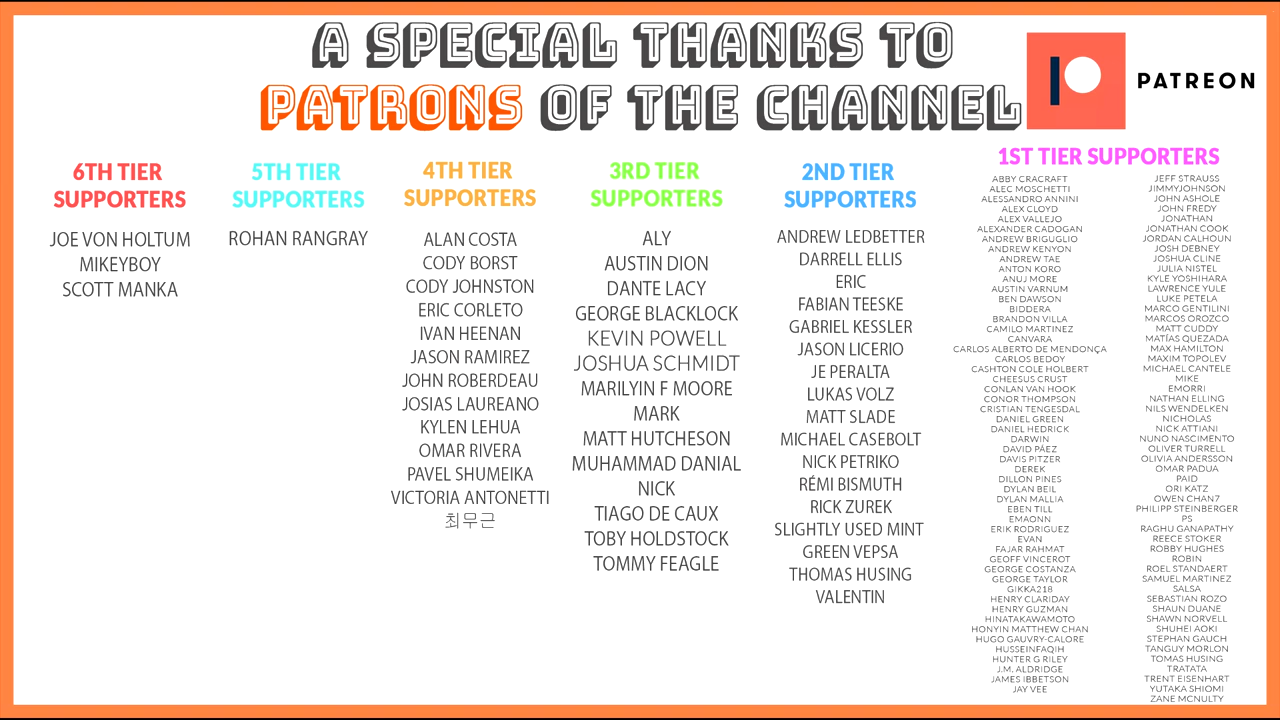 A SPECIAL THANKS TO
PATRONS OF THE CHANNEL
PATREON
6TH TIER
SUPPORTERS
JOE VON HOLTUM
MIKEYBOY
SCOTT MANKA
5TH TIER
SUPPORTERS
ROHAN RANGRAY
4TH TIER
SUPPORTERS
ALAN COSTA
CODY BORST
CODY JOHNSTON
ERIC CORLETO
IVAN HEENAN
JASON RAMIREZ
JOHN ROBERDEAU
JOSIAS LAUREANO
KYLEN LEHUA
OMAR RIVERA
PAVEL SHUMEIKA
VICTORIA ANTONETTI
최무근
3RD TIER
SUPPORTERS
ALY
AUSTIN DION
DANTE LACY
GEORGE BLACKLOCK
KEVIN POWELL
JOSHUA SCHMIDT
MARILYIN F MOORE
MARK
MATT HUTCHESON
MUHAMMAD DANIAL
NICK
TIAGO DE CAUX
TOBY HOLDSTOCK
TOMMY FEAGLE
2ND TIER
SUPPORTERS
ANDREW LEDBETTER
DARRELL ELLIS
ERIC
FABIAN TEESKE
GABRIEL KESSLER
JASON LICERIO
JE PERALTA
LUKAS VOLZ
MATT SLADE
MICHAEL CASEBOLT
NICK PETRIKO
RÉMI BISMUTH
RICK ZUREK
SLIGHTLY USED MINT
GREEN VEPSA
THOMAS HUSING
VALENTIN
1ST TIER SUPPORTERS
ABBY CRACRAFT
ALEC MOSCHETTI
ALESSANDRO ANNINI
ALEX CLOYD
ALEX VALLEJO
ALEXANDER CADOGAN
ANDREW BRIGUGLIO
ANDREW KENYON
ANDREW TAE
ANTON KORO
ANUJ MORE
AUSTIN VARNUM
BEN DAWSON
BIDDERA
BRANDON VILLA
CAMILO MARTINEZ
CANVARA
CARLOS ALBERTO DE MENDONÇA
CARLOS BEDOY
CASHTON COLE HOLBERT
CHEESUS CRUST
CONLAN VAN HOOK
CONOR THOMPSON
CRISTIAN TENGESDAL
DANIEL GREEN
DANIEL HEDRICK
DARWIN
DAVID PÁEZ
DAVIS PITZER
DEREK
DILLON PINES
DYLAN BEIL
DYLAN MALLIA
EBEN TILL
EMAONN
ERIK RODRIGUEZ
EVAN
FAJAR RAHMAT
GEOFF VINCEROT
GEORGE COSTANZA
GEORGE TAYLOR
GIKKA218
HENRY CLARIDAY
HENRY GUZMAN
HINATAKAWAMOTO
HONYIN MATTHEW CHAN
HUGO GAUVRY-CALORE
HUSSEINFAQIH
HUNTER G RILEY
J.M. ALDRIDGE
JAMES IBBETSON
JAY VEE
JEFF STRAUSS
JIMMYJOHNSON
JOHN ASHOLE
JOHN FREDY
JONATHAN
JONATHAN COOK
JORDAN CALHOUN
JOSH DEBNEY
JOSHUA CLINE
JULIA NISTEL
KYLE YOSHIHARA
LAWRENCE YULE
LUKE PETELA
MARCO GENTILINI
MARCOS OROZCO
MATT CUDDY
MATÍAS QUEZADA
MAX HAMILTON
MAXIM TOPOLEV
MICHAEL CANTELE
MIKE
EMORRI
NATHAN ELLING
NILS WENDELKEN
NICHOLAS
NICK ATTIANI
NUNO NASCIMENTO
OLIVER TURRELL
OLIVIA ANDERSSON
OMAR PADUA
PAID
ORI KATZ
OWEN CHAN7
PHILIPP STEINBERGER
PS
RAGHU GANAPATHY
REECE STOKER
ROBBY HUGHES
ROBIN
ROEL STANDAERT
SAMUEL MARTINEZ
SALSA
SEBASTIAN ROZO
SHAUN DUANE
SHAWN NORVELL
SHUHEI AOKI
STEPHAN GAUCH
TANGUY MORLON
TOMAS HUSING
TRATATA
TRENT EISENHART
YUTAKA SHIOMI
ZANE MCNULTY